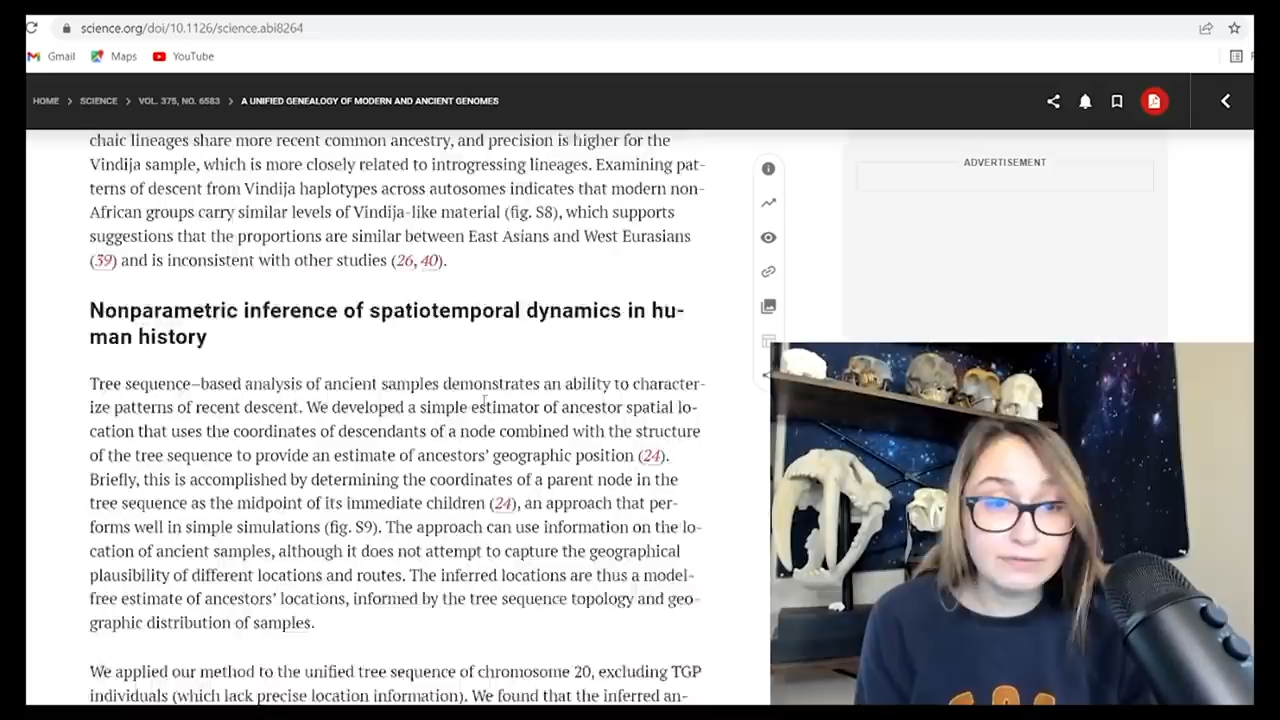 science.org/doi/10.1126/science.abi8264
Gmail Maps YouTube
HOME > SCIENCE > VOL. 375, NO. 6583 > A UNIFIED GENEALOGY OF MODERN AND ANCIENT GENOMES
chaic lineages share more recent common ancestry, and precision is higher for the
Vindija sample, which is more closely related to introgressing lineages. Examining pat-
terns of descent from Vindija haplotypes across autosomes indicates that modern non-
African groups carry similar levels of Vindija-like material (fig. S8), which supports
suggestions that the proportions are similar between East Asians and West Eurasians
(39) and is inconsistent with other studies (26, 40).
Nonparametric inference of spatiotemporal dynamics in hu-
man history
Tree sequence–based analysis of ancient samples demonstrates an ability to character-
ize patterns of recent descent. We developed a simple estimator of ancestor spatial lo-
cation that uses the coordinates of descendants of a node combined with the structure
of the tree sequence to provide an estimate of ancestors’ geographic position (24).
Briefly, this is accomplished by determining the coordinates of a parent node in the
tree sequence as the midpoint of its immediate children (24), an approach that per-
forms well in simple simulations (fig. S9). The approach can use information on the lo-
cation of ancient samples, although it does not attempt to capture the geographical
plausibility of different locations and routes. The inferred locations are thus a model-
free estimate of ancestors’ locations, informed by the tree sequence topology and geo-
graphic distribution of samples.
We applied our method to the unified tree sequence of chromosome 20, excluding TGP
individuals (which lack precise location information). We found that the inferred an-
ADVERTISEMENT